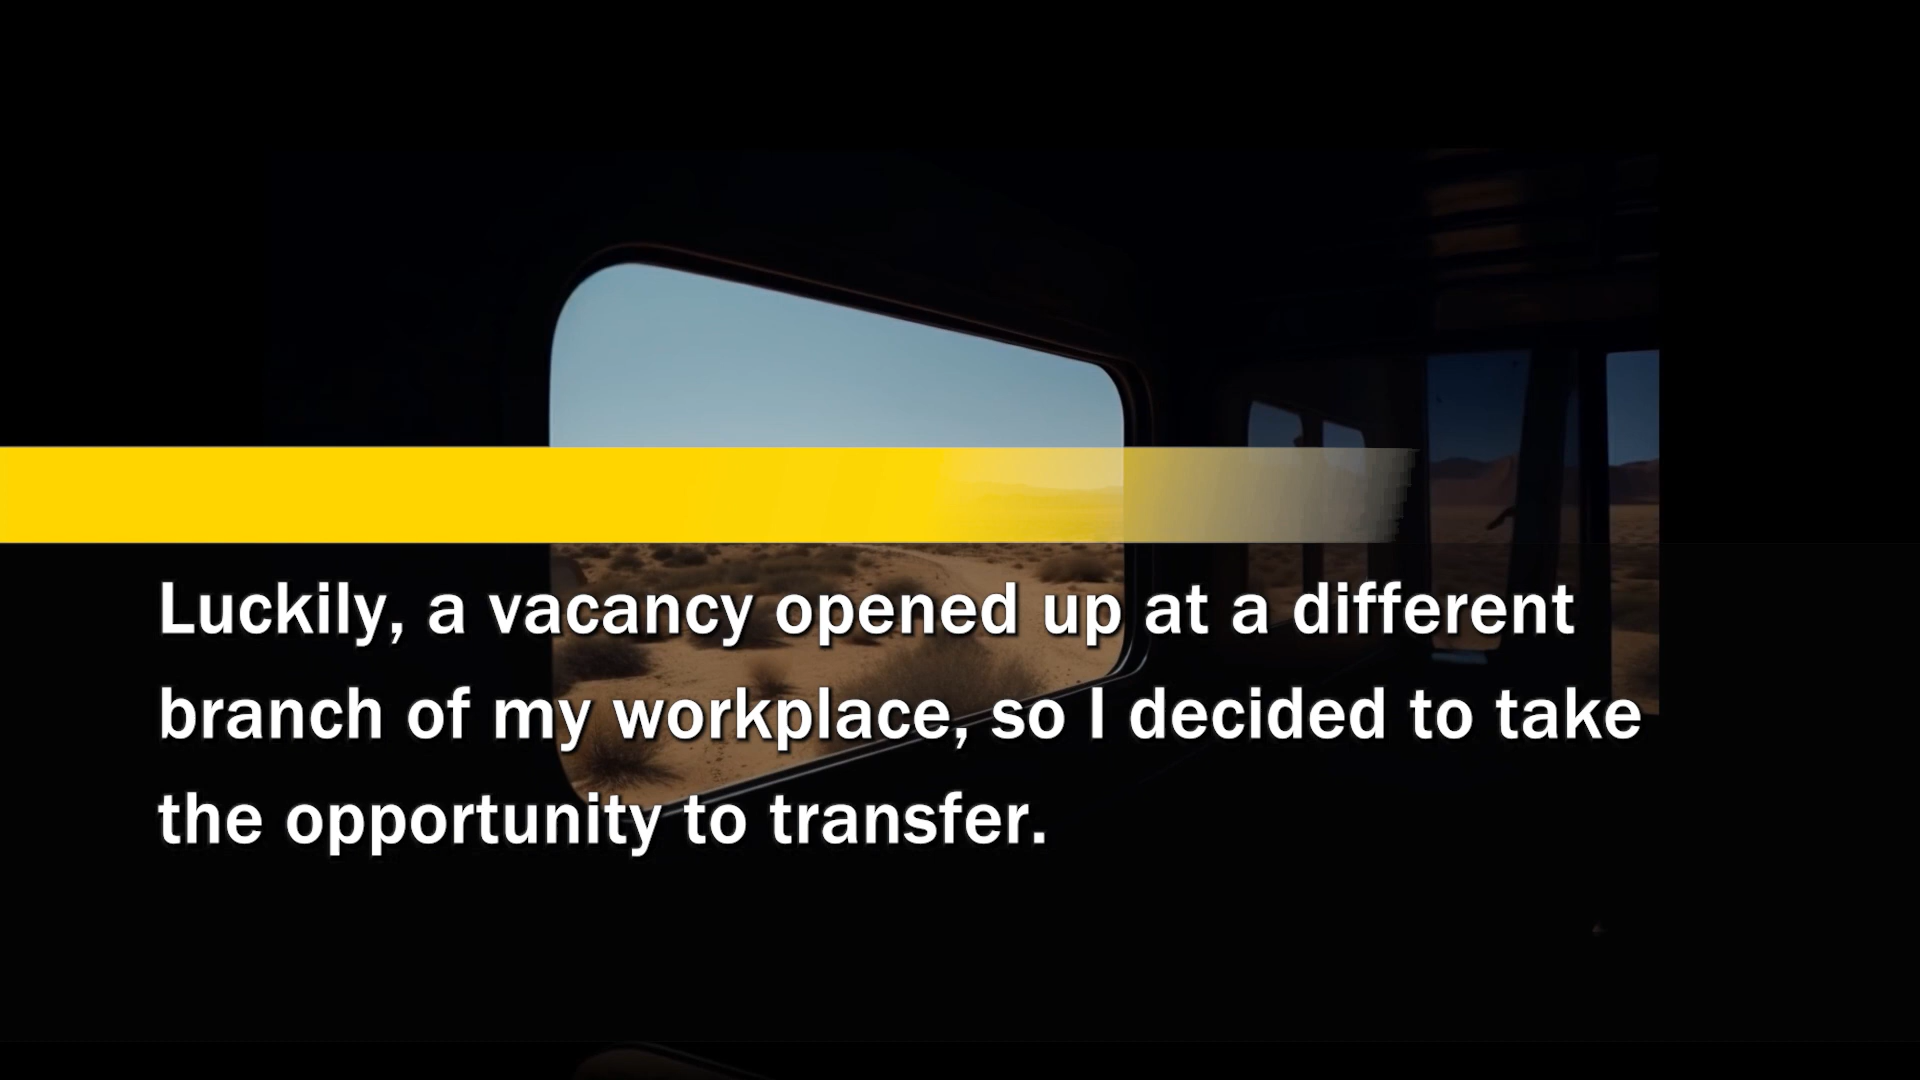 Luckily, a vacancy opened up at a different
branch of my workplace, so I decided to take
the opportunity to transfer.